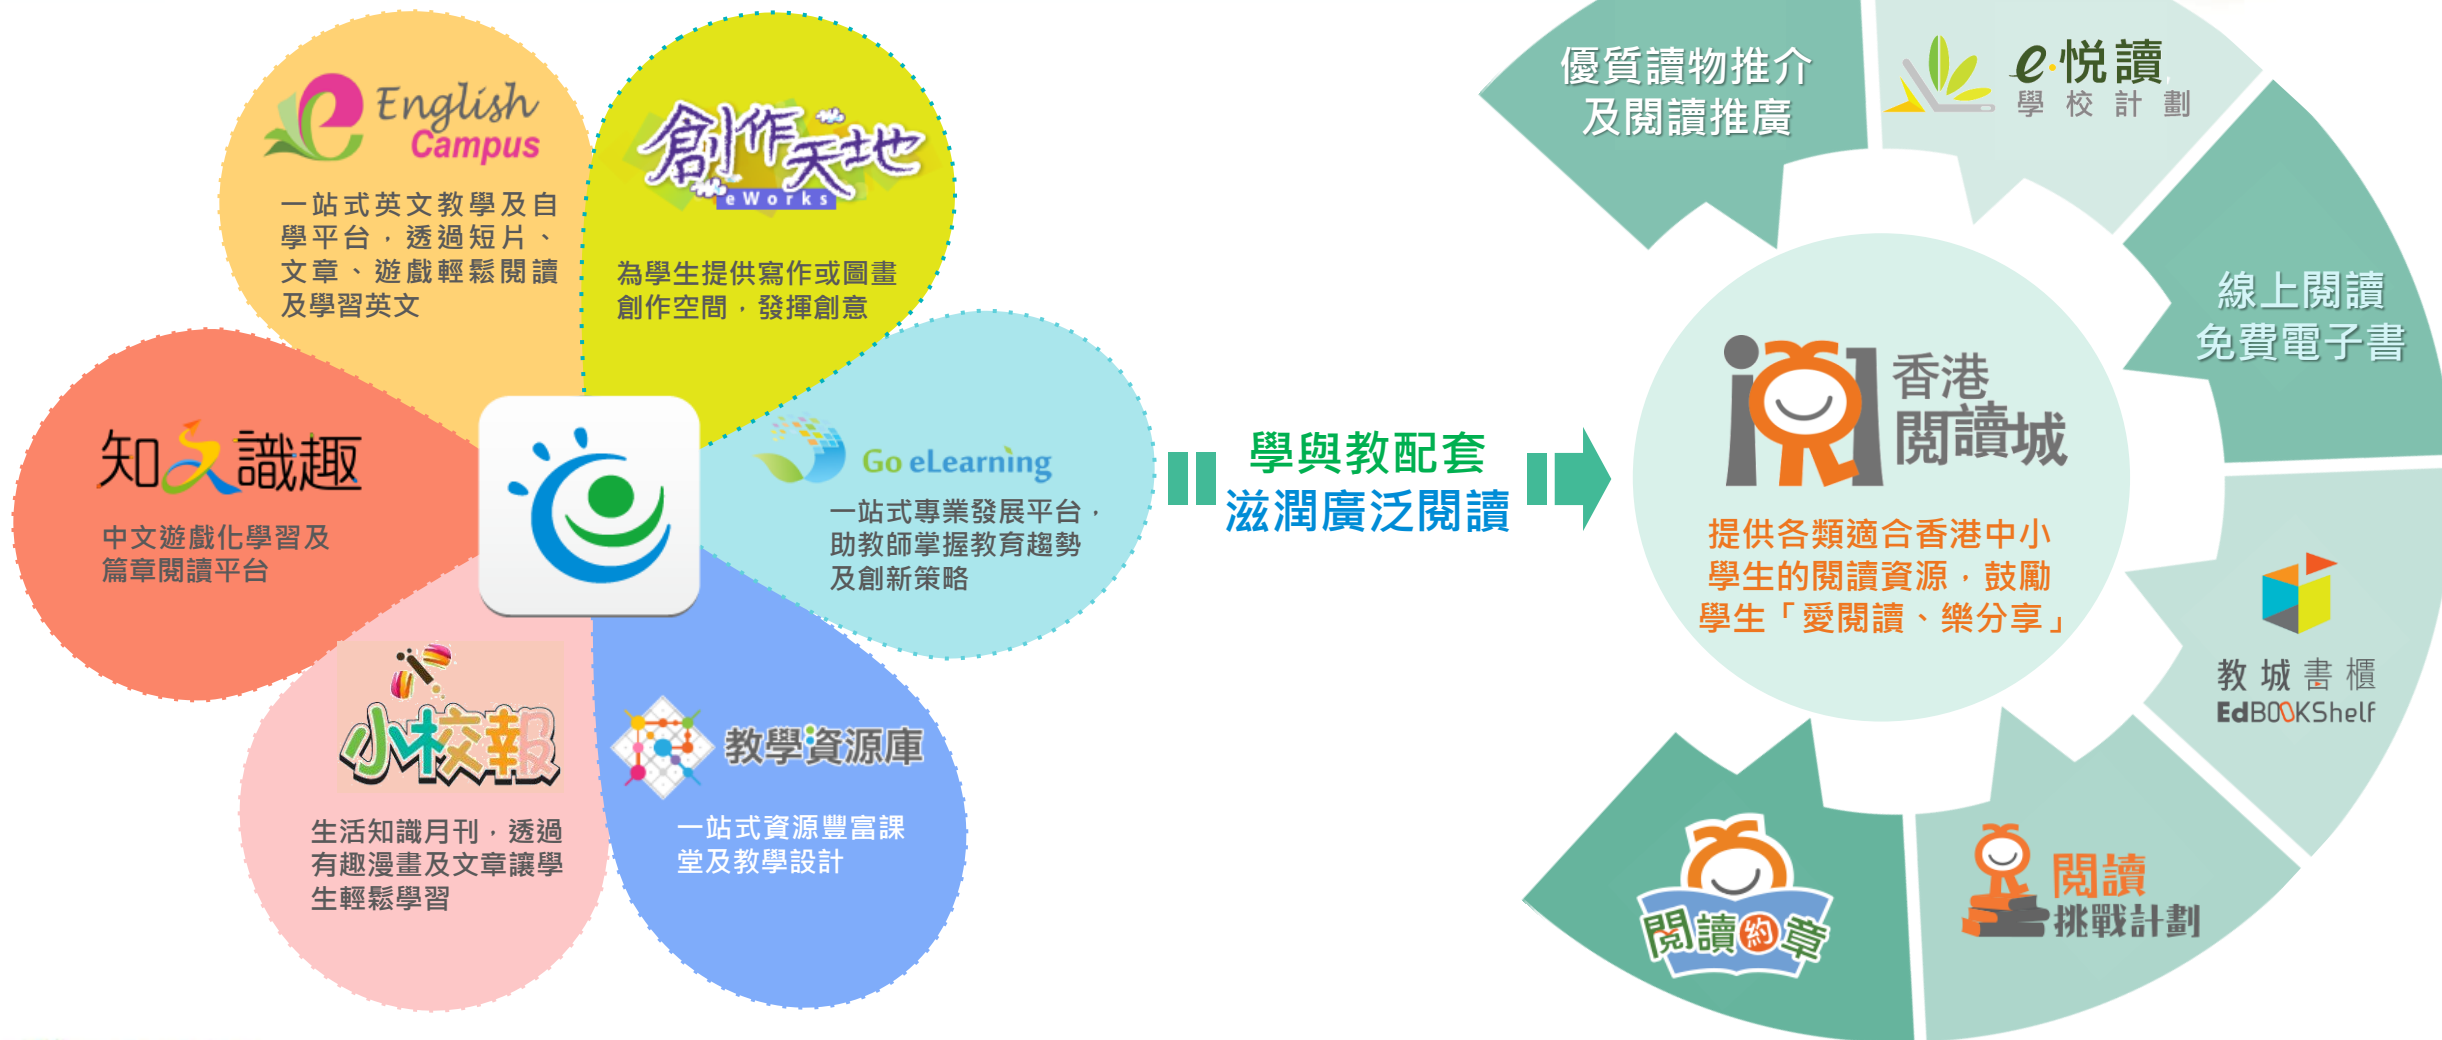 English
Campus
一站式英文教學及自
學平台，透過短片、
文章、遊戲輕鬆閱讀
及學習英文
創作天地
eWorks
為學生提供寫作或圖畫
創作空間，發揮創意
知文識趣
中文遊戲化學習及
篇章閱讀平台
Go eLearning
一站式專業發展平台，
助教師掌握教育趨勢
及創新策略
小校報
生活知識月刊，透過
有趣漫畫及文章讓學
生輕鬆學習
教學資源庫
一站式資源豐富課
堂及教學設計
學與教配套
滋潤廣泛閱讀
優質讀物推介
及閱讀推廣
e悅讀
學校計劃
線上閱讀
免費電子書
香港
閱讀城
提供各類適合香港中小
學生的閱讀資源，鼓勵
學生「愛閱讀、樂分享」
教城書櫃
EdBOOKShelf
閱讀
挑戰計劃
閱讀約章